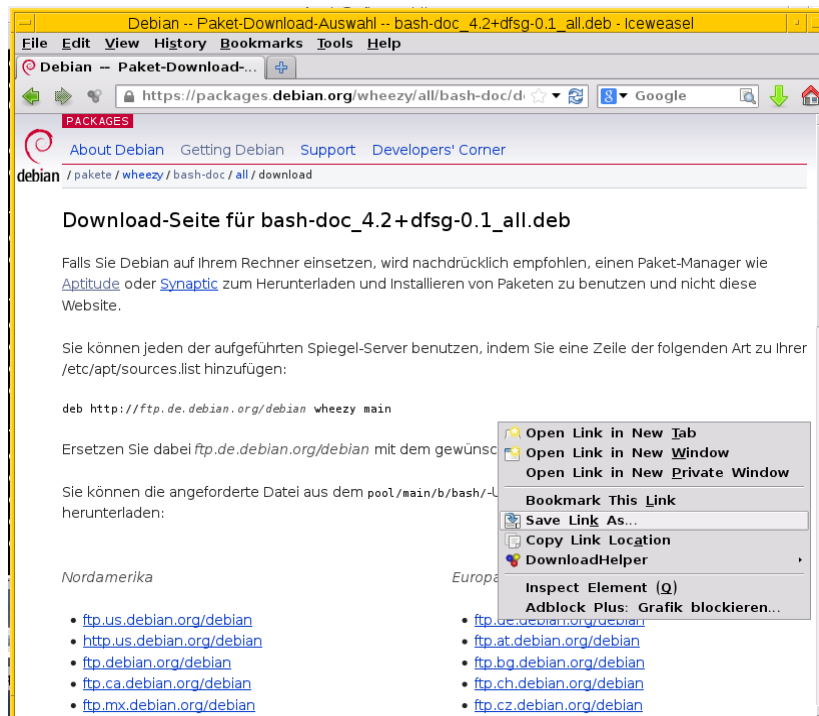 Debian -- Paket-Download-Auswahl -- bash-doc_4.2+dfsg-0.1_all.deb - Iceweasel
File Edit View History Bookmarks Tools Help
Debian -- Paket-Download-...
https://packages.debian.org/wheezy/all/bash-doc/d
Google
PACKAGES
About Debian Getting Debian Support Developers' Corner
debian / pakete / wheezy / bash-doc / all / download
Download-Seite für bash-doc_4.2+dfsg-0.1_all.deb
Falls Sie Debian auf Ihrem Rechner einsetzen, wird nachdrücklich empfohlen, einen Paket-Manager wie
Aptitude oder Synaptic zum Herunterladen und Installieren von Paketen zu benutzen und nicht diese
Website.
Sie können jeden der aufgeführten Spiegel-Server benutzen, indem Sie eine Zeile der folgenden Art zu Ihrer
/etc/apt/sources.list hinzufügen:
deb http://ftp.de.debian.org/debian wheezy main
Ersetzen Sie dabei ftp.de.debian.org/debian mit dem gewünsc
Sie können die angeforderte Datei aus dem pool/main/b/bash/-U
herunterladen:
Open Link in New Tab
Open Link in New Window
Open Link in New Private Window
Bookmark This Link
Save Link As...
Copy Link Location
DownloadHelper
Inspect Element (Q)
Adblock Plus: Grafik blockieren...
Nordamerika
• ftp.us.debian.org/debian
• http.us.debian.org/debian
• ftp.debian.org/debian
• ftp.ca.debian.org/debian
• ftp.mx.debian.org/debian
Europa
• ftp.de.debian.org/debian
• ftp.at.debian.org/debian
• ftp.bg.debian.org/debian
• ftp.ch.debian.org/debian
• ftp.cz.debian.org/debian